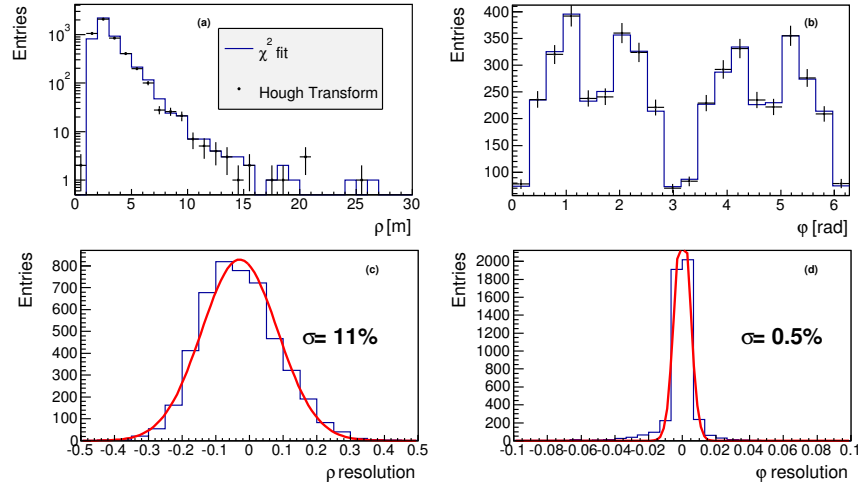 Entries
10³
10²
10
1
(a)
χ² fit
Hough Transform
0 5 10 15 20 25 30
ρ [m]
Entries
400
350
300
250
200
150
100
(b)
0 1 2 3 4 5 6
φ [rad]
Entries
800
700
600
500
400
300
200
100
0
(c)
σ= 11%
-0.5 -0.4 -0.3 -0.2 -0.1 0 0.1 0.2 0.3 0.4 0.5
ρ resolution
Entries
2000
1800
1600
1400
1200
1000
800
600
400
200
0
(d)
σ= 0.5%
-0.1 -0.08 -0.06 -0.04 -0.02 0 0.02 0.04 0.06 0.08 0.1
φ resolution